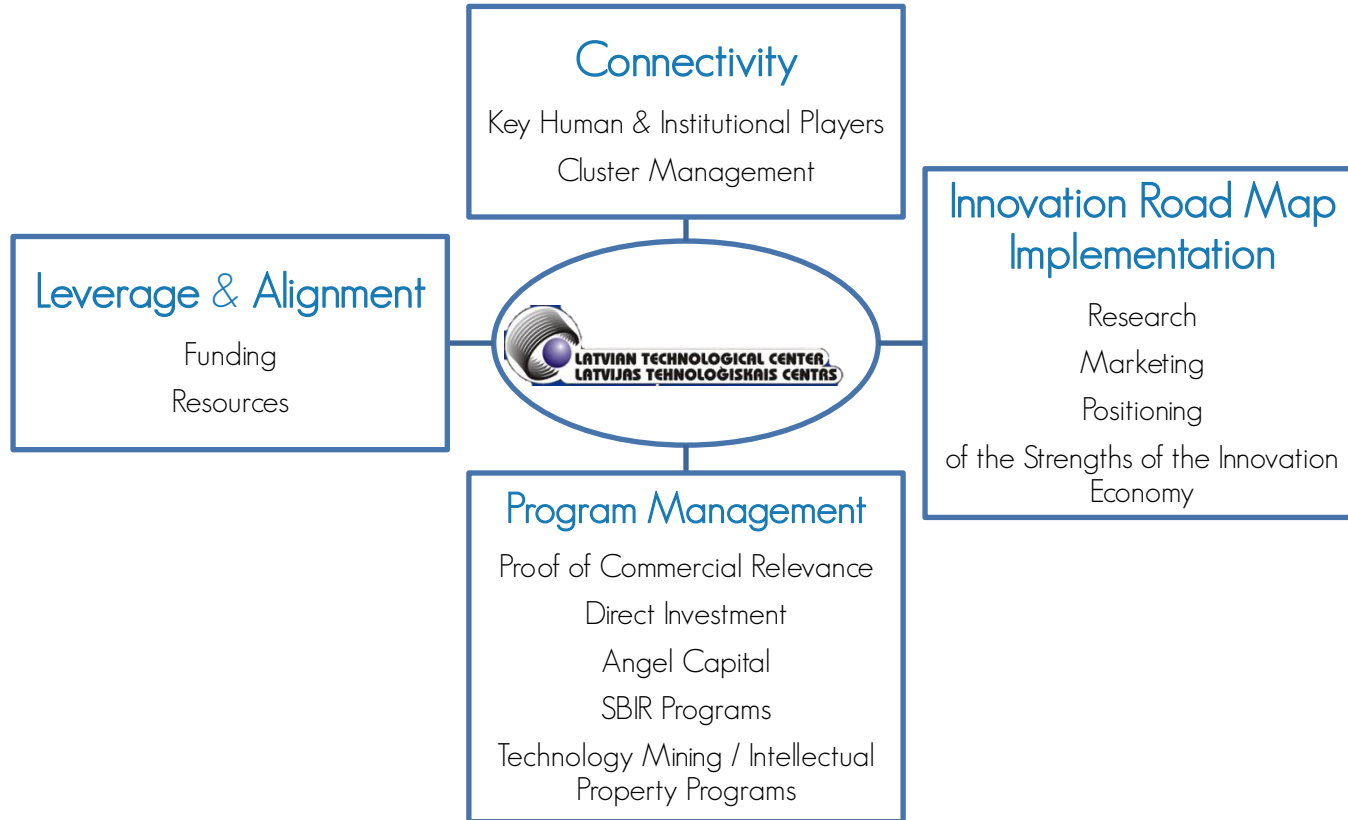 Connectivity
Key Human & Institutional Players
Cluster Management
Leverage & Alignment
Funding
Resources
LATVIAN TECHNOLOGICAL CENTER
LATVIJAS TEHNOLOĢISKAIS CENTRS
Innovation Road Map
Implementation
Research
Marketing
Positioning
of the Strengths of the Innovation
Economy
Program Management
Proof of Commercial Relevance
Direct Investment
Angel Capital
SBIR Programs
Technology Mining / Intellectual
Property Programs